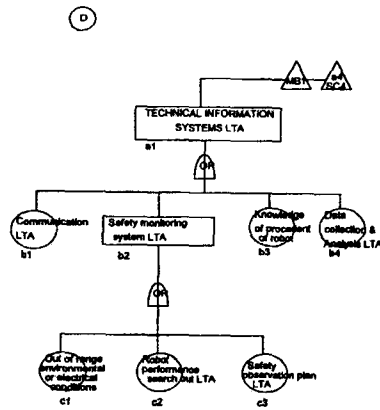 D
MB1
a4
SC4
TECHNICAL INFORMATION
SYSTEMS LTA
a1
OR
Communication
LTA
b1
Safety monitoring
system LTA
b2
Knowledge
of procedent
of robot
b3
Data
collection &
Analysis LTA
b4
OR
Out of range
environmental
or electrical
conditions
c1
Robot
performance
search out LTA
c2
Safety
observation plan
LTA
c3